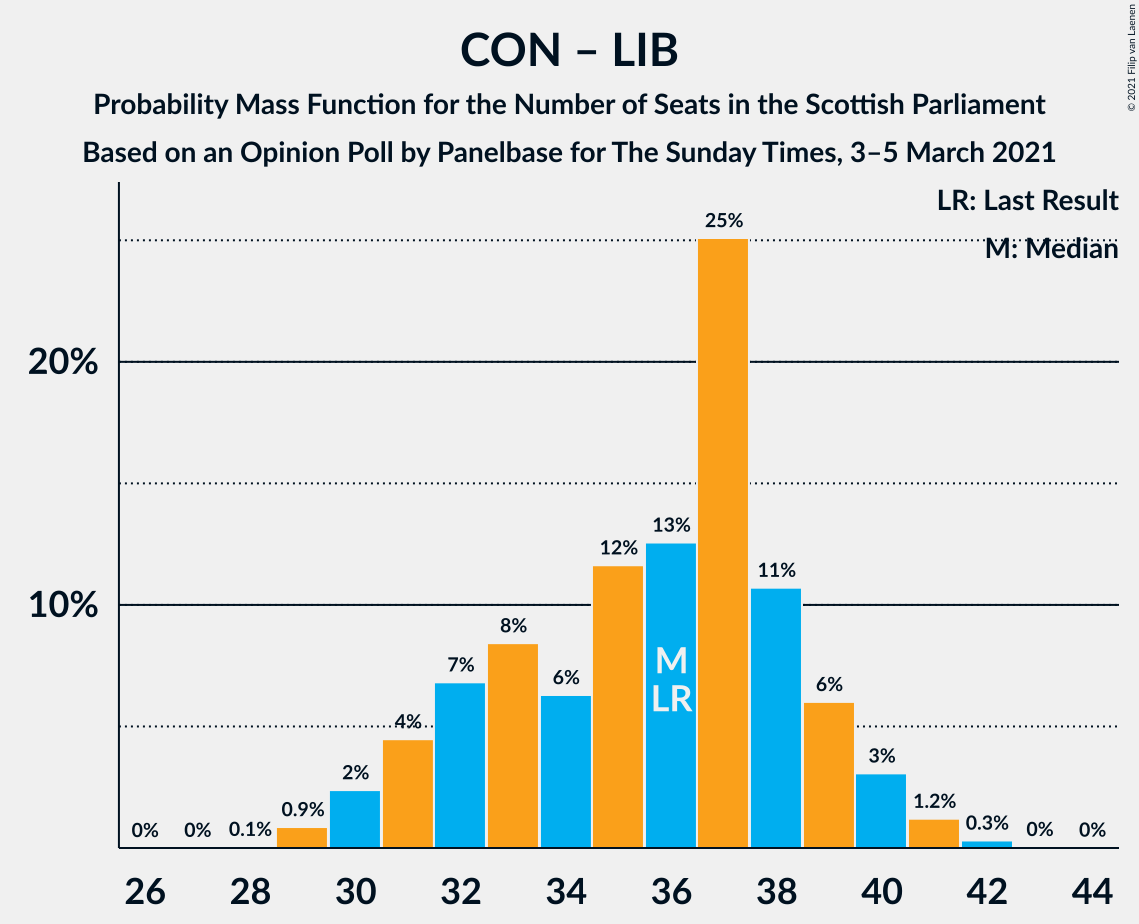 CON – LIB
Probability Mass Function for the Number of Seats in the Scottish Parliament
Based on an Opinion Poll by Panelbase for The Sunday Times, 3–5 March 2021
© 2021 Filip van Laenen
LR: Last Result
M: Median
20%
10%
0%
0%
0.1%
0.9%
2%
4%
7%
8%
6%
12%
13%
25%
11%
6%
3%
1.2%
0.3%
0%
0%
M
LR
26 28 30 32 34 36 38 40 42 44